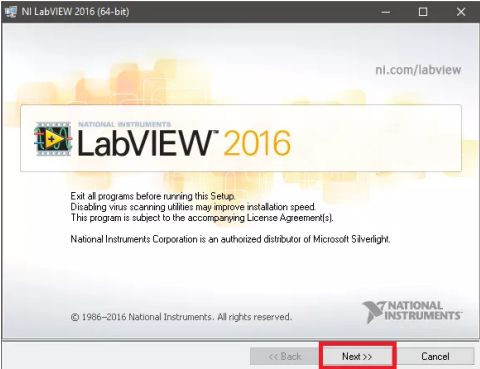 NI LabVIEW 2016 (64-bit)
ni.com/labview
NATIONAL INSTRUMENTS
LabVIEW™ 2016
Exit all programs before running this Setup.
Disabling virus scanning utilities may improve installation speed.
This program is subject to the accompanying License Agreement(s).
National Instruments Corporation is an authorized distributor of Microsoft Silverlight.
© 1986–2016 National Instruments. All rights reserved.
NATIONAL
INSTRUMENTS™
<< Back
Next >>
Cancel